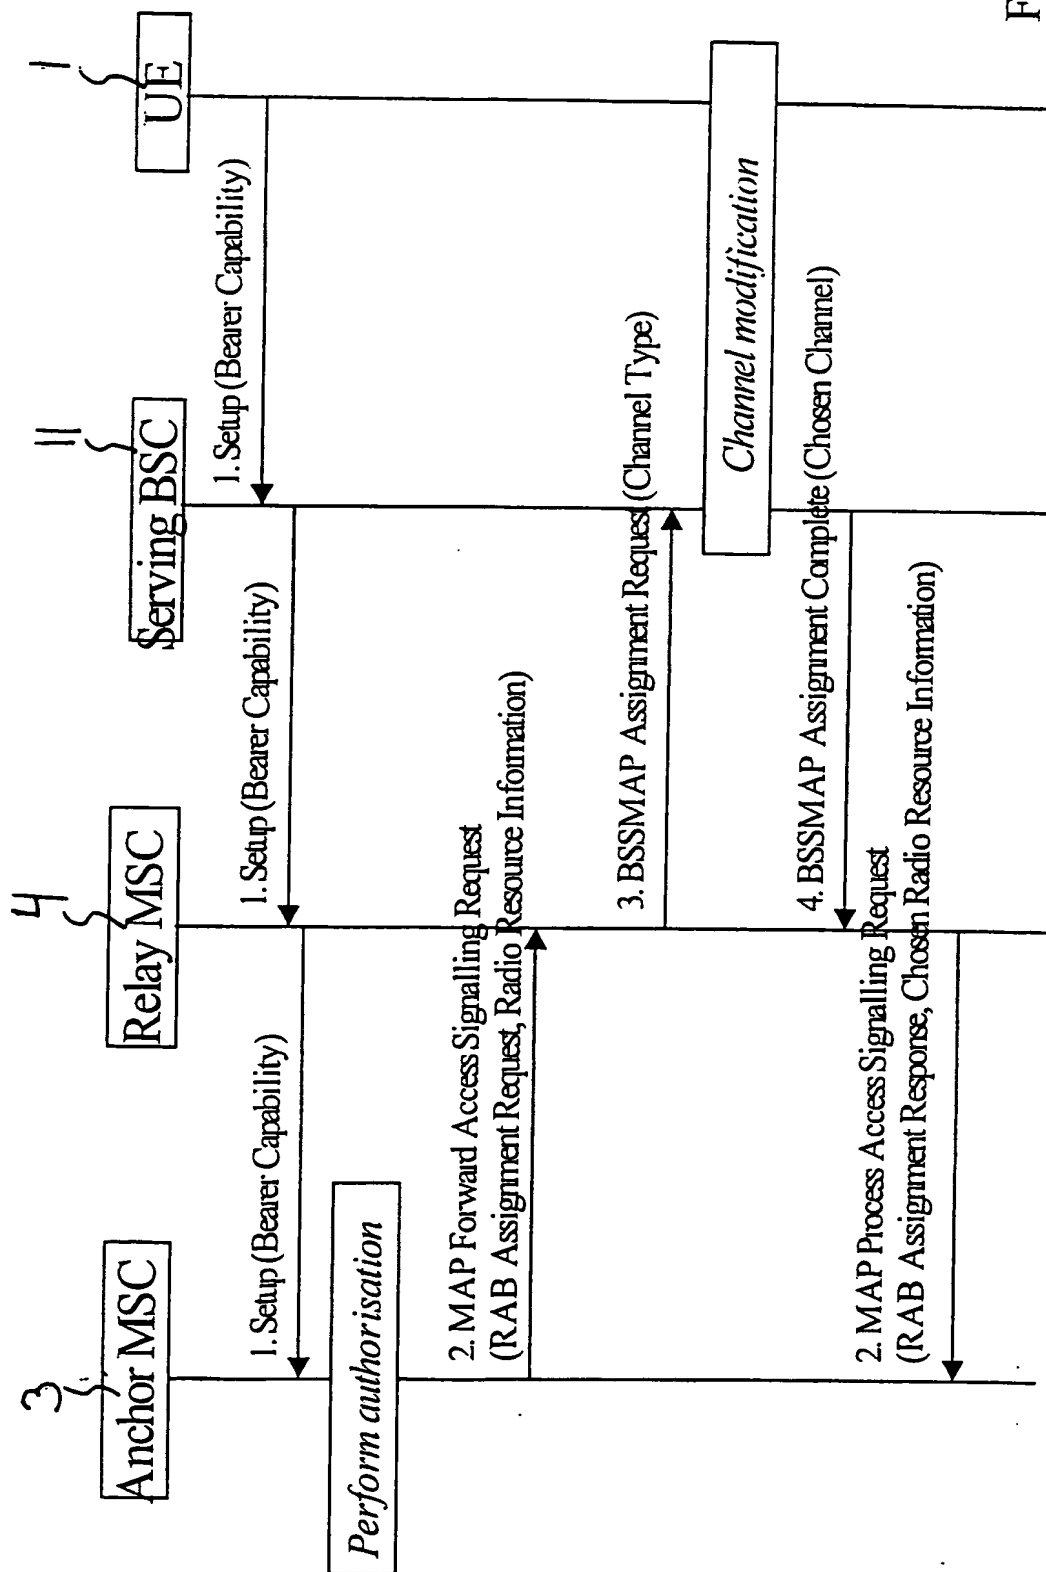 3
Anchor MSC
4
Relay MSC
11
Serving BSC
1
UE
1. Setup (Bearer Capability)
1. Setup (Bearer Capability)
1. Setup (Bearer Capability)
Perform authorisation
2. MAP Forward Access Signalling Request
(RAB Assignment Request, Radio Resource Information)
3. BSSMAP Assignment Request (Channel Type)
Channel modification
4. BSSMAP Assignment Complete (Chosen Channel)
2. MAP Process Access Signalling Request
(RAB Assignment Response, Chosen Radio Resource Information)
F